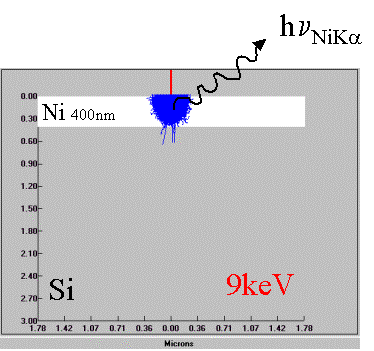 hνNiKα
0.00
Ni 400nm
0.30
0.60
0.90
1.20
1.50
1.80
2.10
2.40
2.70
3.00
Si
9keV
1.78 1.42 1.07 0.71 0.36 0.00 0.36 0.71 1.07 1.42 1.78
Microns